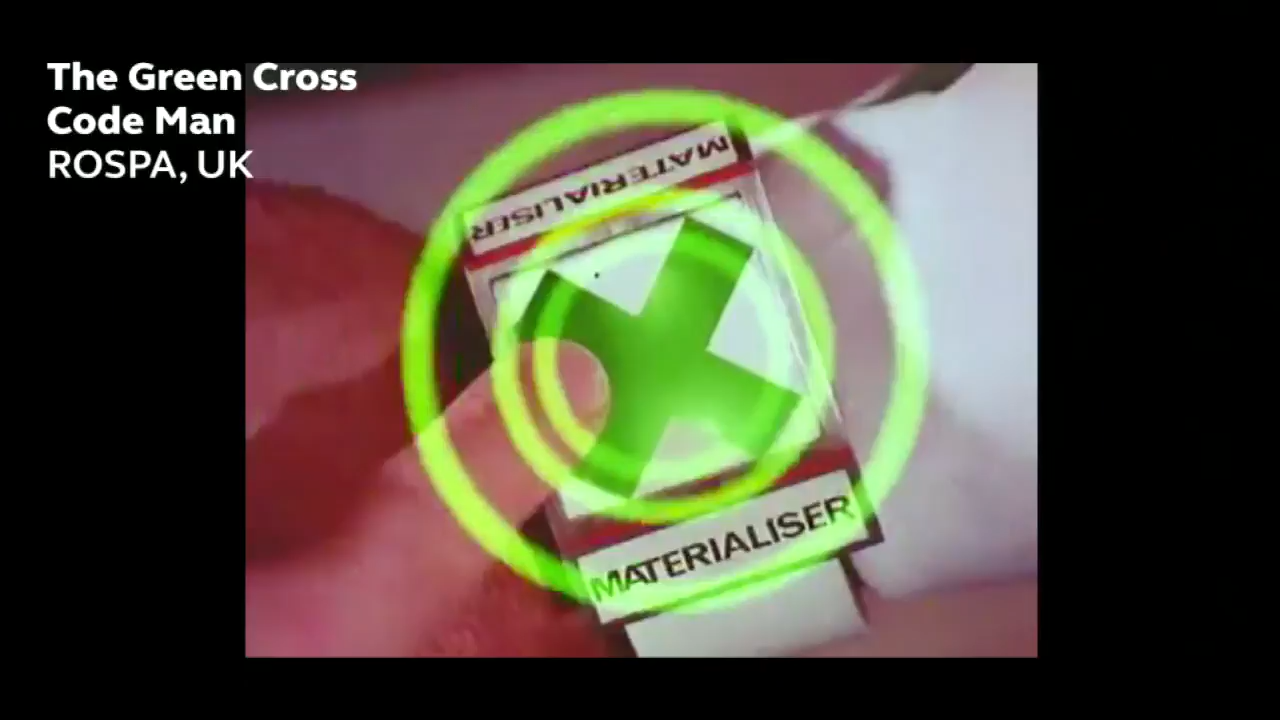 The Green Cross
Code Man
ROSPA, UK
MATERIALISER
MATERIALISER